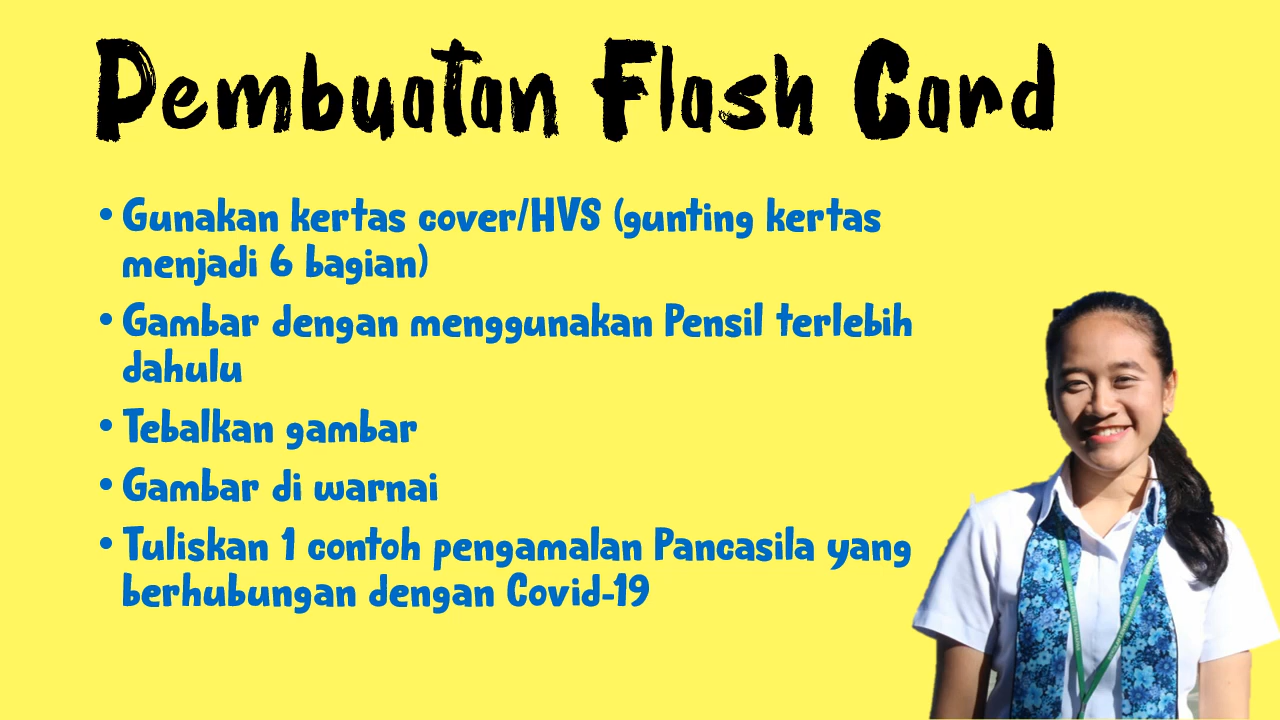 Pembuatan Flash Card
• Gunakan kertas cover/HVS (gunting kertas
menjadi 6 bagian)
• Gambar dengan menggunakan Pensil terlebih
dahulu
• Tebalkan gambar
• Gambar di warnai
• Tuliskan 1 contoh pengamalan Pancasila yang
berhubungan dengan Covid-19